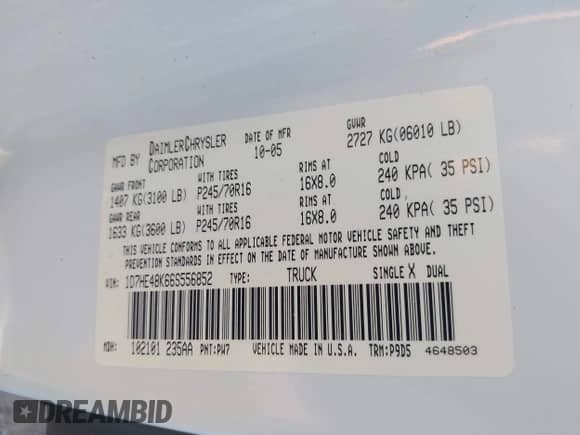 MFD BY DAIMLERCHRYSLER CORPORATION DATE OF MFR 10-05 GVWR 2727 KG(06010 LB)
GAWR FRONT WITH TIRES RIMS AT COLD
1407 KG(3100 LB) P245/70R16 16X8.0 240 KPA( 35 PSI)
GAWR REAR WITH TIRES RIMS AT COLD
1633 KG(3600 LB) P245/70R16 16X8.0 240 KPA( 35 PSI)
THIS VEHICLE CONFORMS TO ALL APPLICABLE FEDERAL MOTOR VEHICLE SAFETY AND THEFT
PREVENTION STANDARDS IN EFFECT ON THE DATE OF MANUFACTURE SHOWN ABOVE.
VIN: 1D7HE48K66S556852 TYPE: TRUCK SINGLE X DUAL
MDH: 102101 235AA PNT:PW7 VEHICLE MADE IN U.S.A. TRM:P9D5 4648503
DREAMBID